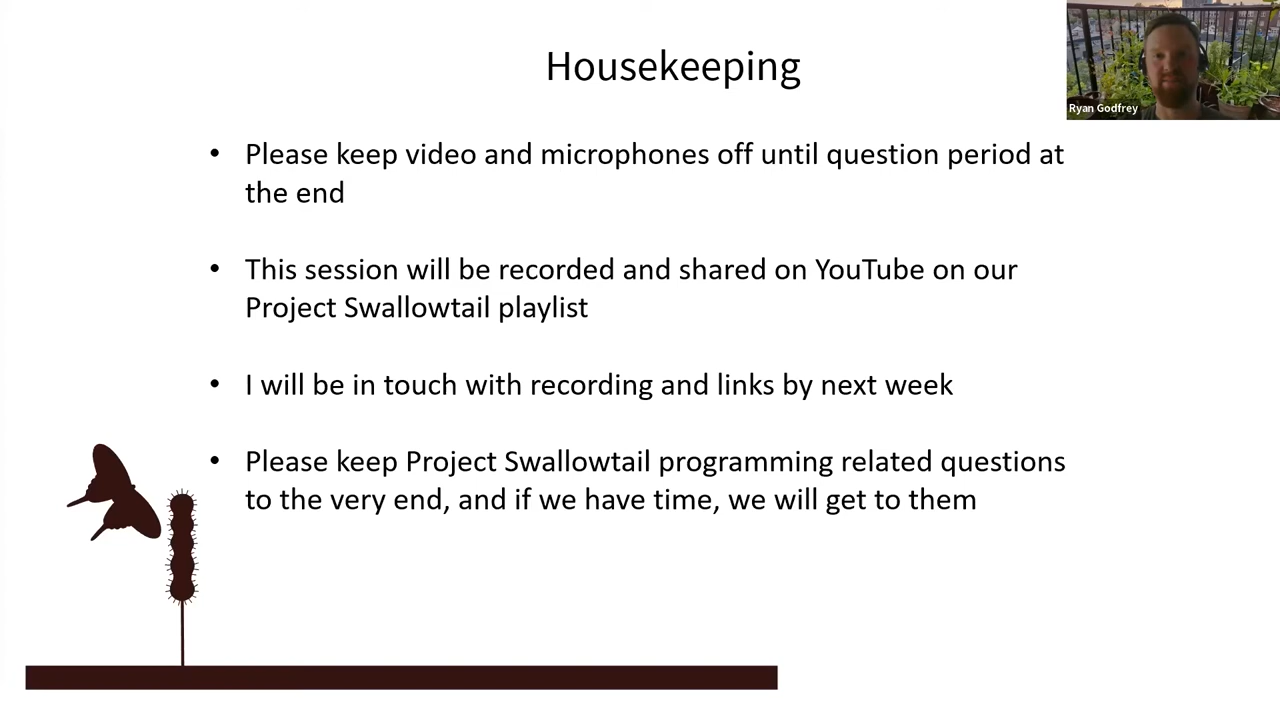 Housekeeping
Ryan Godfrey
• Please keep video and microphones off until question period at
the end
• This session will be recorded and shared on YouTube on our
Project Swallowtail playlist
• I will be in touch with recording and links by next week
• Please keep Project Swallowtail programming related questions
to the very end, and if we have time, we will get to them